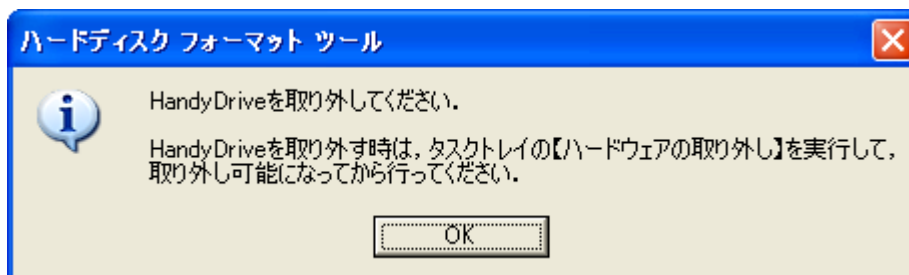 ハードディスク フォーマット ツール
HandyDriveを取り外してください．
HandyDriveを取り外す時は，タスクトレイの【ハードウェアの取り外し】を実行して，
取り外し可能になってから行ってください．
OK